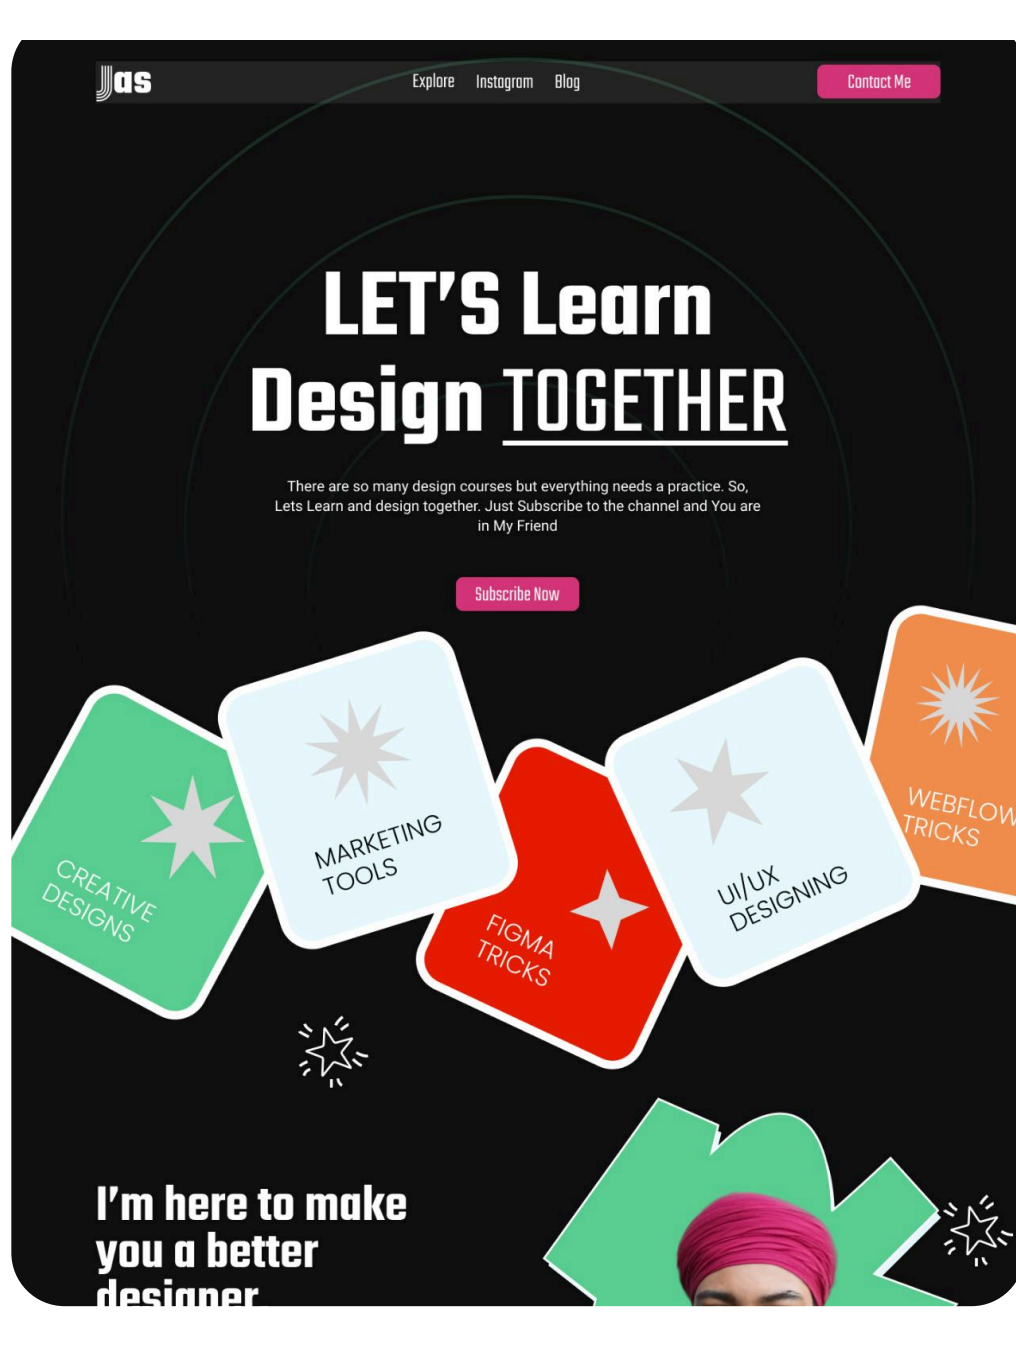 Jas
Explore Instagram Blog
Contact Me
LET'S Learn
Design TOGETHER
There are so many design courses but everything needs a practice. So,
Lets Learn and design together. Just Subscribe to the channel and You are
in My Friend
Subscribe Now
CREATIVE
DESIGNS
MARKETING
TOOLS
FIGMA
TRICKS
UI/UX
DESIGNING
WEBFLOW
TRICKS
I'm here to make
you a better
designer